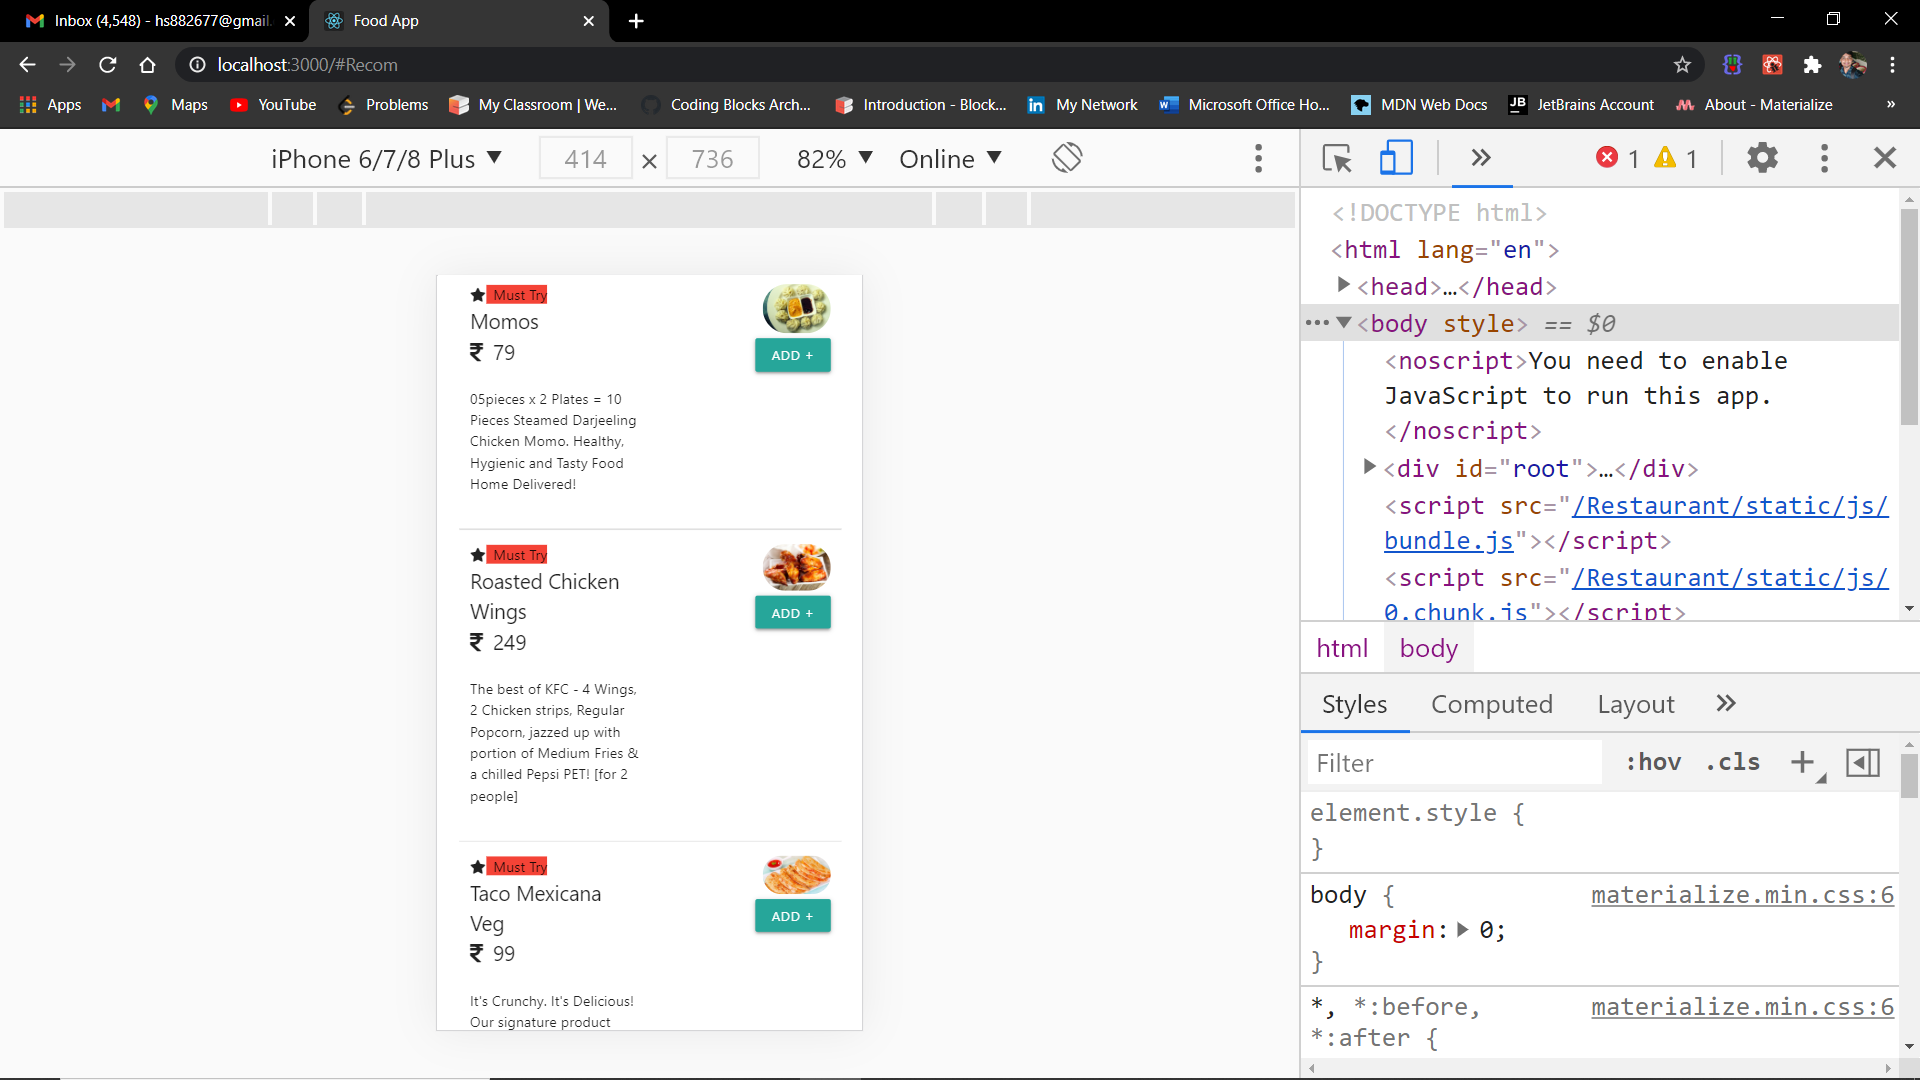 Inbox (4,548) - hs882677@gmail.
Food App
localhost:3000/#Recom
Apps
Maps
YouTube
Problems
My Classroom | We...
Coding Blocks Arch...
Introduction - Block...
My Network
Microsoft Office Ho...
MDN Web Docs
JetBrains Account
About - Materialize
»
iPhone 6/7/8 Plus
414 × 736
82%
Online
1
1
Must Try
Momos
₹ 79
ADD +
05pieces x 2 Plates = 10
Pieces Steamed Darjeeling
Chicken Momo. Healthy,
Hygienic and Tasty Food
Home Delivered!
Must Try
Roasted Chicken
Wings
₹ 249
ADD +
The best of KFC - 4 Wings,
2 Chicken strips, Regular
Popcorn, jazzed up with
portion of Medium Fries &
a chilled Pepsi PET! [for 2
people]
Must Try
Taco Mexicana
Veg
₹ 99
ADD +
It's Crunchy. It's Delicious!
Our signature product
<!DOCTYPE html>
<html lang="en">
<head>…</head>
<body style> == $0
<noscript>You need to enable
JavaScript to run this app.
</noscript>
<div id="root">…</div>
<script src="/Restaurant/static/js/
bundle.js"></script>
<script src="/Restaurant/static/js/
0.chunk.js"></script>
html body
Styles Computed Layout »
Filter :hov .cls +
element.style {
}
body { materialize.min.css:6
margin: 0;
}
*, *:before, materialize.min.css:6
*:after {